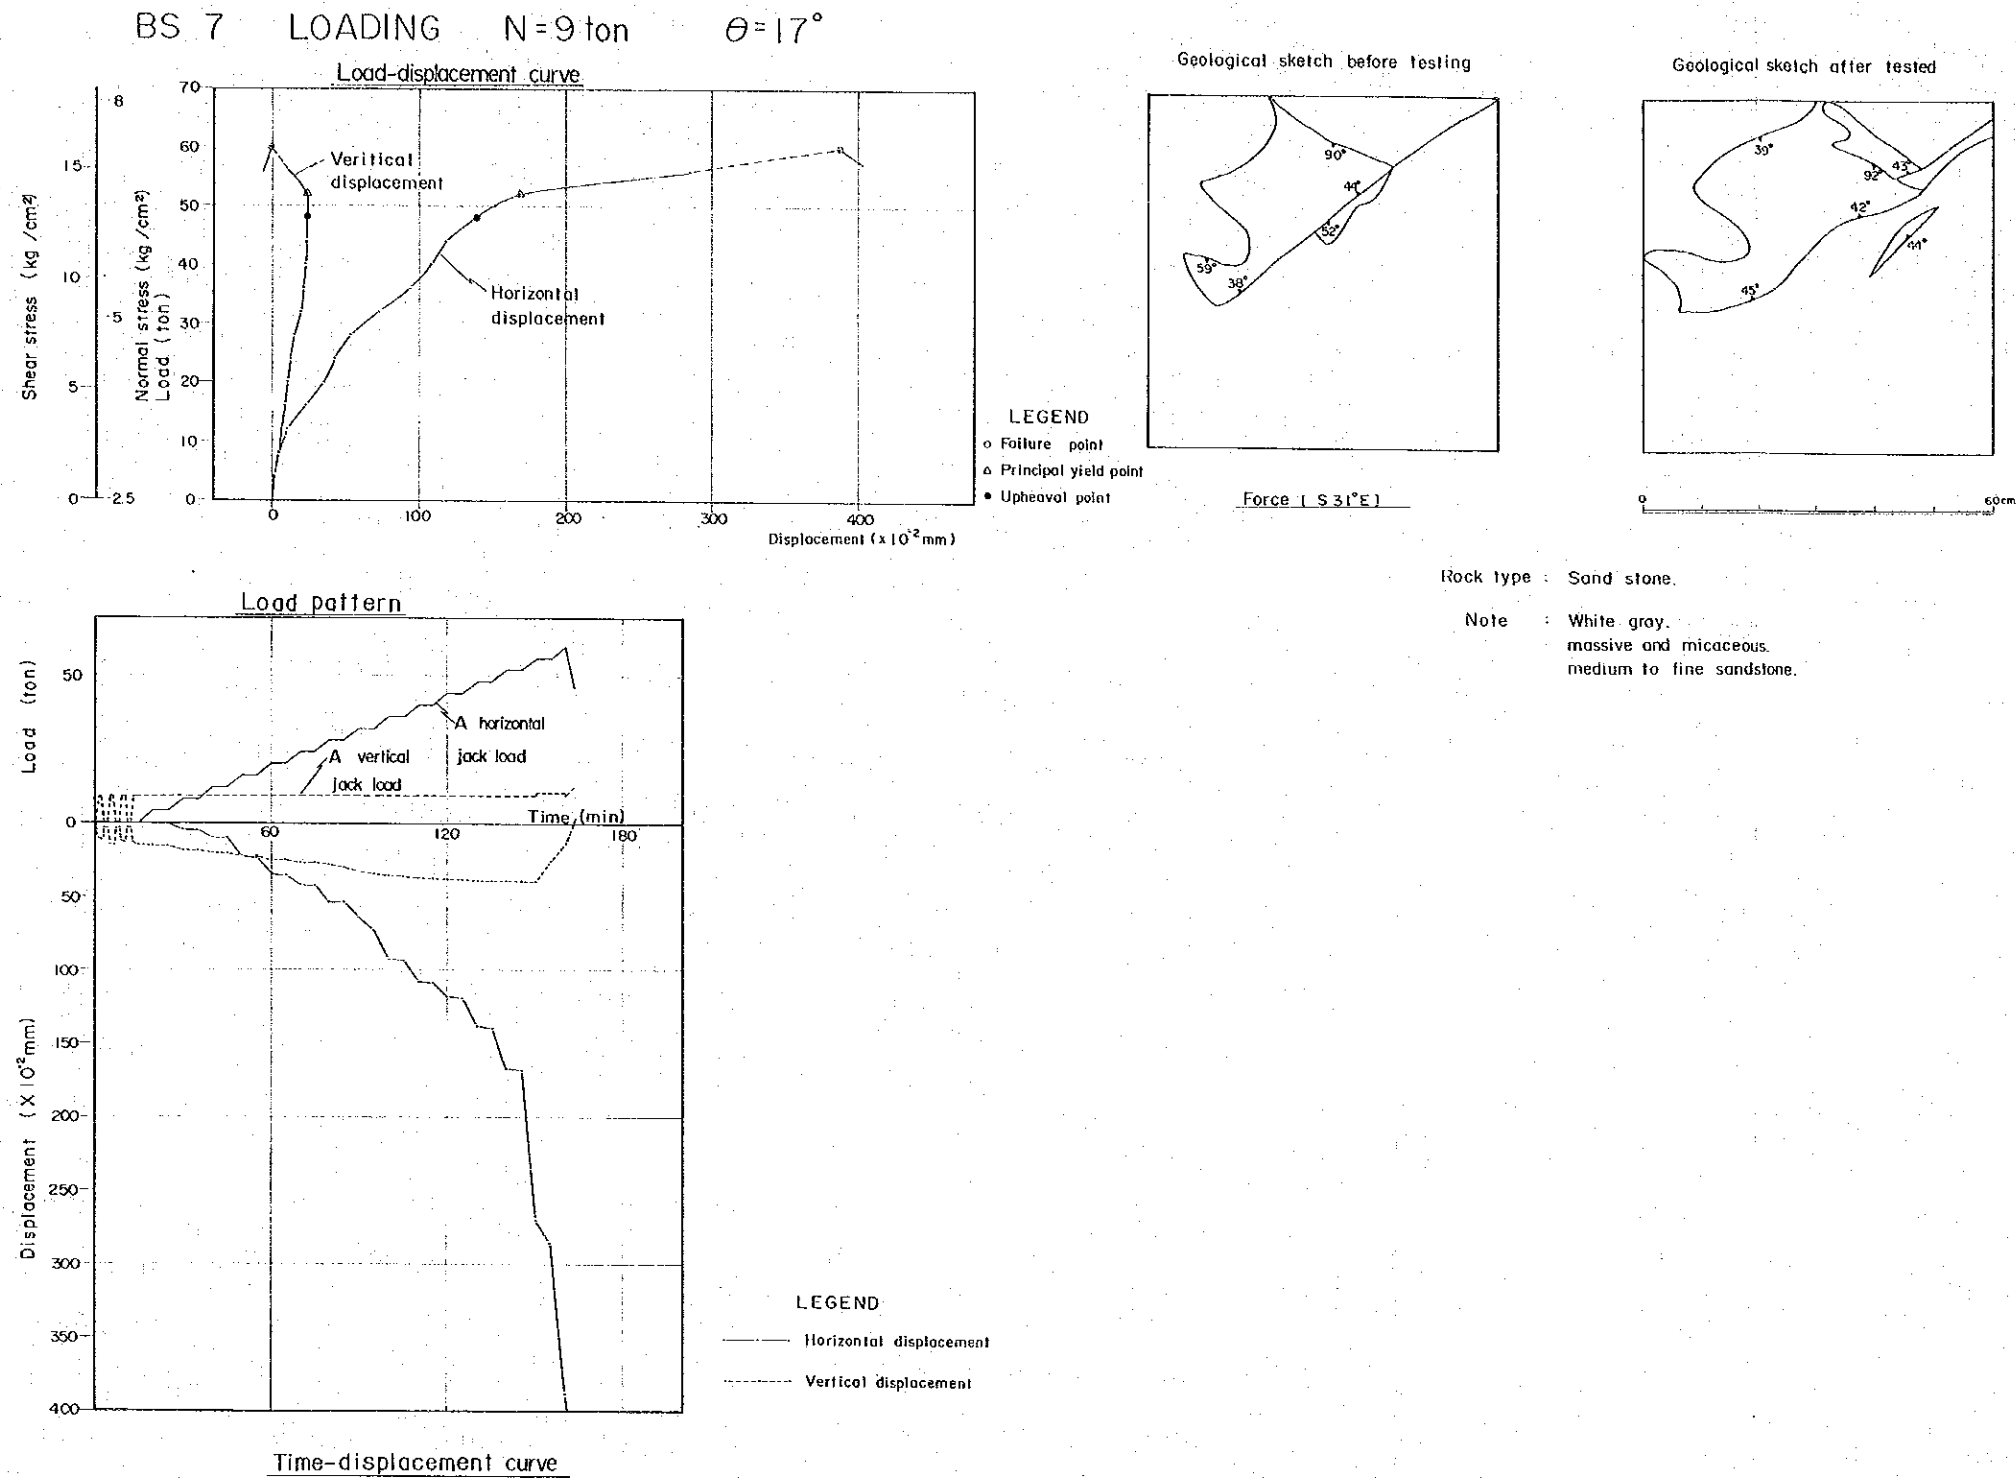 BS 7 LOADING N=9 ton θ=17°
Load-displacement curve
Shear stress (kg/cm²)
15
10
5
0
Normal stress (kg/cm²)
8
5
2.5
Load (ton)
70
60
50
40
30
20
10
0
Veritical
displacement
Horizontal
displacement
0 100 200 300 400
Displacement (x10⁻²mm)
LEGEND
○ Failure point
△ Principal yield point
● Upheaval point
Geological sketch before testing
90°
44°
52°
59°
38°
Force [S31°E]
Geological sketch after tested
39°
43°
92°
42°
44°
45°
0 60cm
Rock type : Sand stone.
Note : White gray.
massive and micaceous.
medium to fine sandstone.
Load pattern
Load (ton)
50
0
A horizontal
jack load
A vertical
jack load
Time (min)
60 120 180
Displacement (X10⁻²mm)
50
100
150
200
250
300
350
400
LEGEND
Horizontal displacement
Vertical displacement
Time-displacement curve